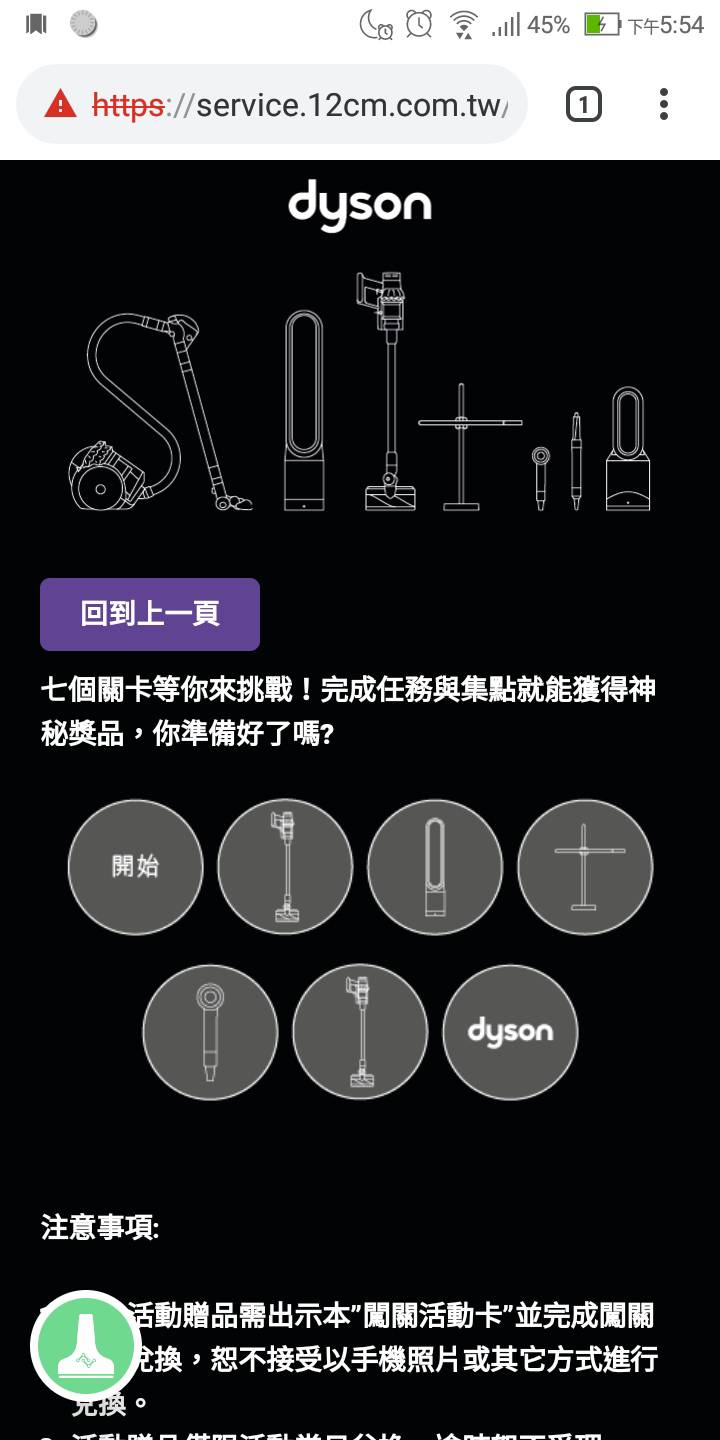 45% 下午5:54
https://service.12cm.com.tw/
1
dyson
回到上一頁
七個關卡等你來挑戰！完成任務與集點就能獲得神
秘獎品，你準備好了嗎?
開始
dyson
注意事項:
活動贈品需出示本”闖關活動卡”並完成闖關
兌換，恕不接受以手機照片或其它方式進行
兌換。